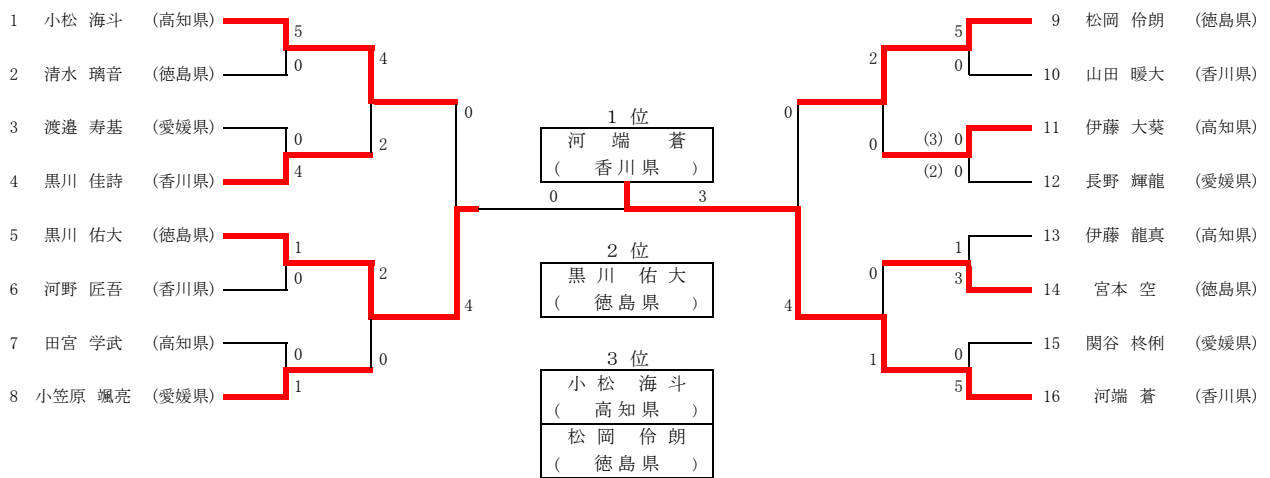 1 小松 海斗 (高知県)
5
0
2 清水 璃音 (徳島県)
4
3 渡邉 寿基 (愛媛県)
0
4
4 黒川 佳詩 (香川県)
2
0
5 黒川 佑大 (徳島県)
1
0
6 河野 匠吾 (香川県)
2
7 田宮 学武 (高知県)
0
1
8 小笠原 颯亮 (愛媛県)
0
4
0
3
1 位
河 端 蒼
( 香川県 )
2 位
黒川 佑大
( 徳島県 )
3 位
小松 海斗
( 高知県 )
松岡 伶朗
( 徳島県 )
9 松岡 伶朗 (徳島県)
5
0
10 山田 暖大 (香川県)
2
11 伊藤 大葵 (高知県)
(3) 0
(2) 0
12 長野 輝龍 (愛媛県)
0
0
13 伊藤 龍真 (高知県)
1
3
14 宮本 空 (徳島県)
0
15 関谷 柊俐 (愛媛県)
0
5
16 河端 蒼 (香川県)
1
4